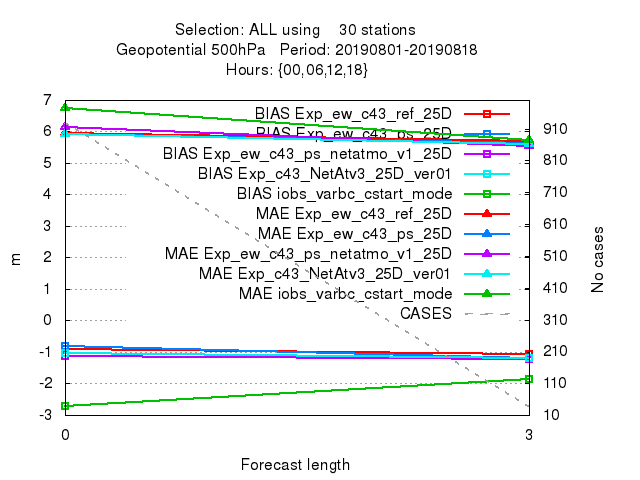 Selection: ALL using 30 stations
Geopotential 500hPa Period: 20190801-20190818
Hours: {00,06,12,18}
7
6
5
4
3
2
1
0
-1
-2
-3
m
BIAS Exp_ew_c43_ref_25D
BIAS Exp_ew_c43_ps_25D
BIAS Exp_ew_c43_ps_netatmo_v1_25D
BIAS Exp_c43_NetAtv3_25D_ver01
BIAS iobs_varbc_cstart_mode
MAE Exp_ew_c43_ref_25D
MAE Exp_ew_c43_ps_25D
MAE Exp_ew_c43_ps_netatmo_v1_25D
MAE Exp_c43_NetAtv3_25D_ver01
MAE iobs_varbc_cstart_mode
CASES
910
810
710
610
510
410
310
210
110
10
No cases
0 3
Forecast length